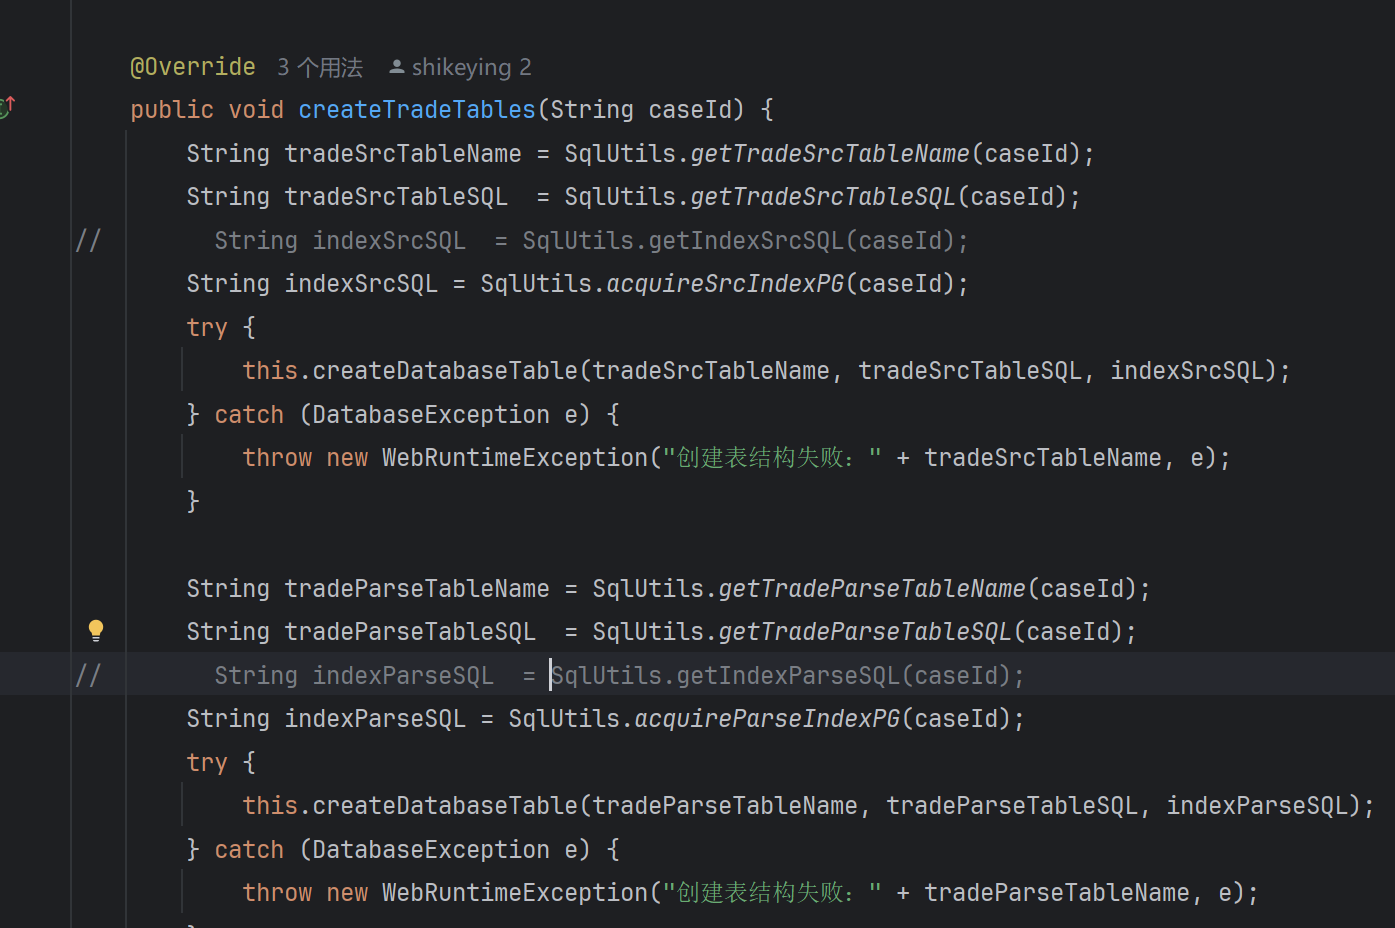 @Override 3 个用法 shikeying 2
public void createTradeTables(String caseId) {
String tradeSrcTableName = SqlUtils.getTradeSrcTableName(caseId);
String tradeSrcTableSQL  = SqlUtils.getTradeSrcTableSQL(caseId);
//        String indexSrcSQL  = SqlUtils.getIndexSrcSQL(caseId);
String indexSrcSQL = SqlUtils.acquireSrcIndexPG(caseId);
try {
this.createDatabaseTable(tradeSrcTableName, tradeSrcTableSQL, indexSrcSQL);
} catch (DatabaseException e) {
throw new WebRuntimeException("创建表结构失败：" + tradeSrcTableName, e);
}
String tradeParseTableName = SqlUtils.getTradeParseTableName(caseId);
String tradeParseTableSQL  = SqlUtils.getTradeParseTableSQL(caseId);
//        String indexParseSQL  = SqlUtils.getIndexParseSQL(caseId);
String indexParseSQL = SqlUtils.acquireParseIndexPG(caseId);
try {
this.createDatabaseTable(tradeParseTableName, tradeParseTableSQL, indexParseSQL);
} catch (DatabaseException e) {
throw new WebRuntimeException("创建表结构失败：" + tradeParseTableName, e);